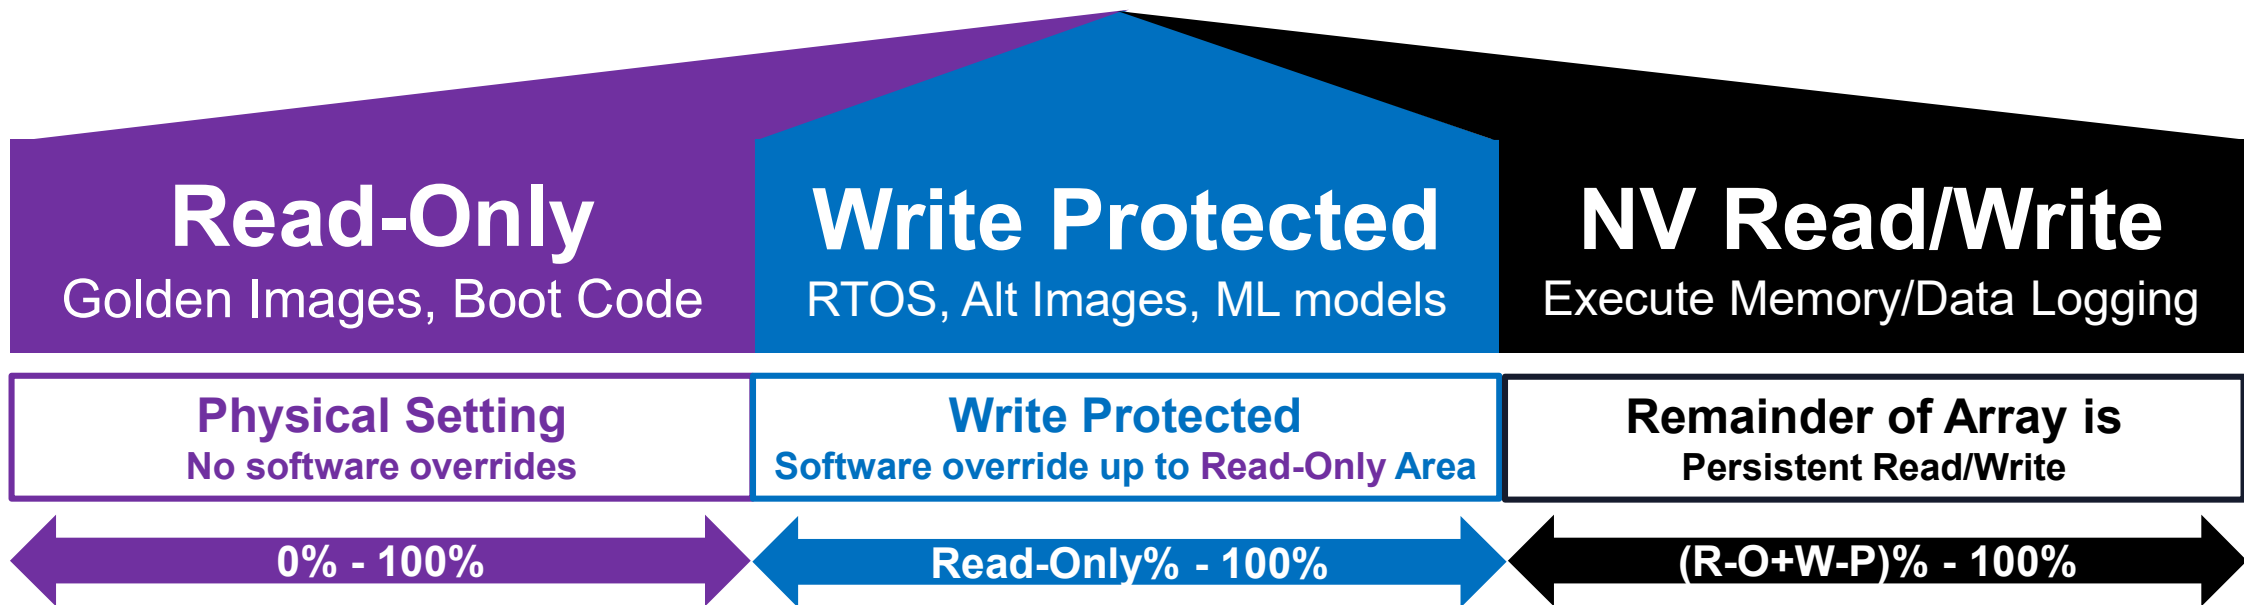 Read-Only
Golden Images, Boot Code
Write Protected
RTOS, Alt Images, ML models
NV Read/Write
Execute Memory/Data Logging
Physical Setting
No software overrides
Write Protected
Software override up to Read-Only Area
Remainder of Array is
Persistent Read/Write
0% - 100%
Read-Only% - 100%
(R-O+W-P)% - 100%